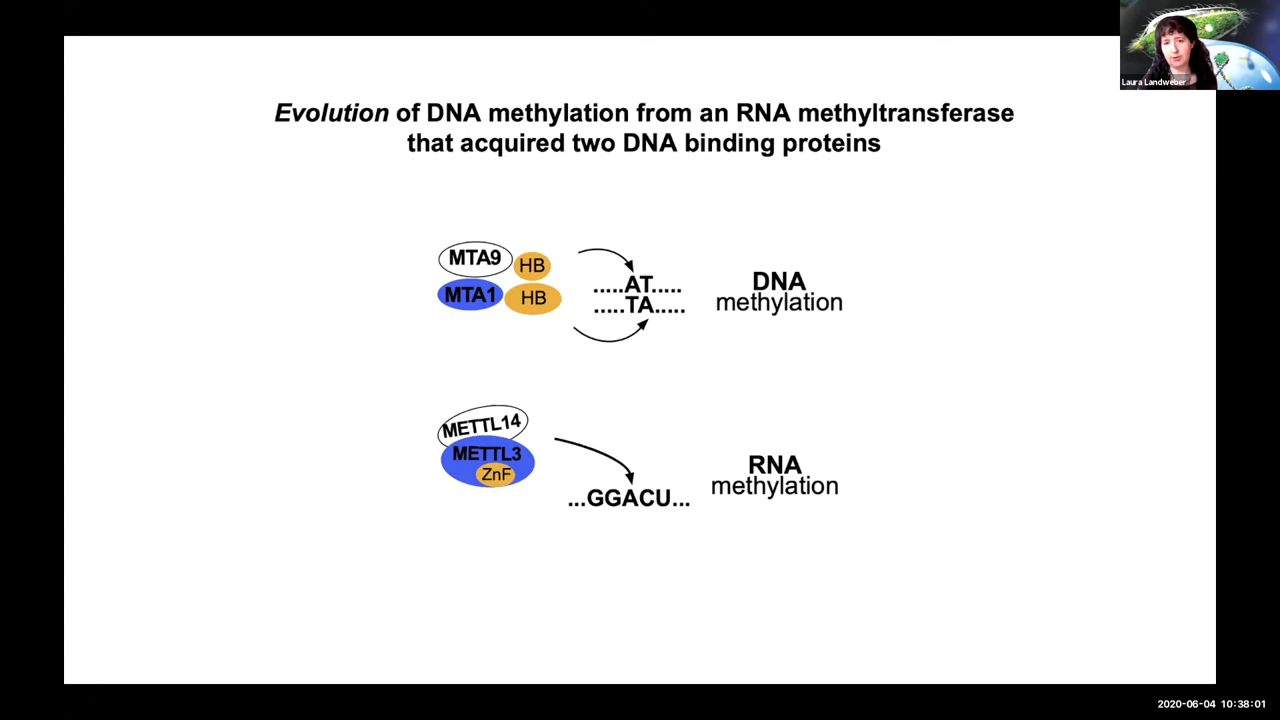 Laura Landweber
Evolution of DNA methylation from an RNA methyltransferase
that acquired two DNA binding proteins
MTA9
HB
MTA1
HB
.....AT.....
.....TA.....
DNA
methylation
METTL14
METTL3
ZnF
...GGACU...
RNA
methylation
2020-06-04 10:38:01